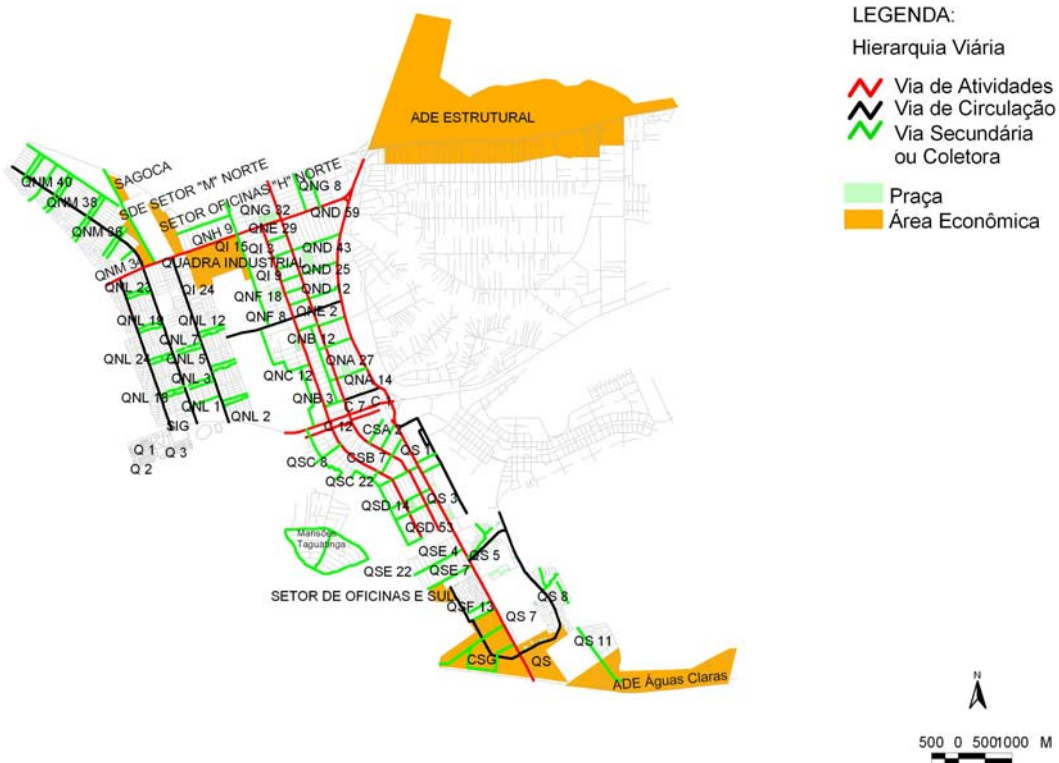 LEGENDA:
Hierarquia Viária
Via de Atividades
Via de Circulação
Via Secundária
ou Coletora
Praça
Área Econômica
ADE ESTRUTURAL
SAGOCA
SDE SETOR "M" NORTE
SETOR OFICINAS "H" NORTE
QNM 40
QNM 38
QNM 36
QNM 34
QNG 8
QNG 32
QND 59
QNH 9
QNE 29
QI 15
QI 3
QND 43
QUADRA INDUSTRIAL
QND 25
QI 9
QNL 23
QI 24
QNF 18
QND 12
QNE 2
QNF 8
QNL 19
QNL 12
QNL 7
CNB 12
QNL 24
QNL 5
QNA 27
QNL 3
QNC 12
QNA 14
QNL 18
QNL 1
QNB 3
C 7
C 1
QNL 2
SIG
C 12
CSA 2
Q 1
Q 3
Q 2
QS 1
CSB 7
QSC 8
QSC 22
QS 3
QSD 14
QSD 53
Mansões
Taguatinga
QSE 4
QS 5
QSE 22
QSE 7
SETOR DE OFICINAS E SUL
QS 8
QSF 13
QS 7
QS 11
CSG
QS
ADE Águas Claras
N
500 0 5001000 M